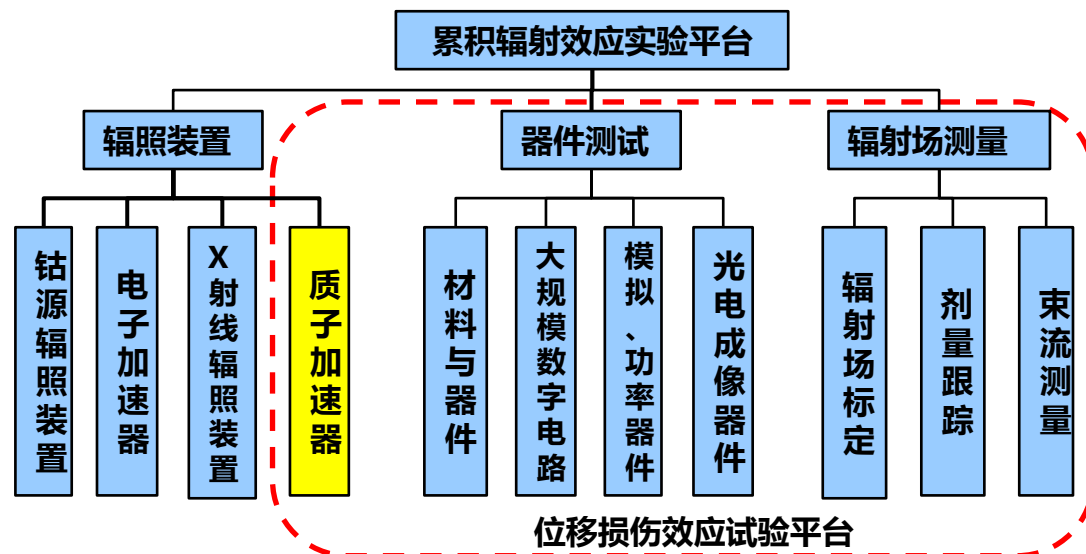 累积辐射效应实验平台
辐照装置
器件测试
辐射场测量
钴源辐照装置
电子加速器
X射线辐照装置
质子加速器
材料与器件
大规模数字电路
模拟、功率器件
光电成像器件
辐射场标定
剂量跟踪
束流测量
位移损伤效应试验平台